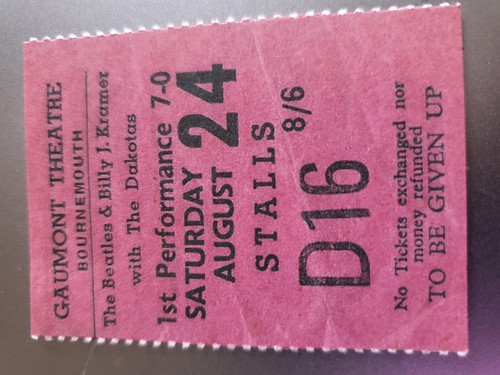 GAUMONT THEATRE
BOURNEMOUTH
The Beatles & Billy J. Kramer
with The Dakotas
1st Performance 7-0
SATURDAY
AUGUST 24
STALLS
8/6
D16
No Tickets exchanged nor
money refunded
TO BE GIVEN UP